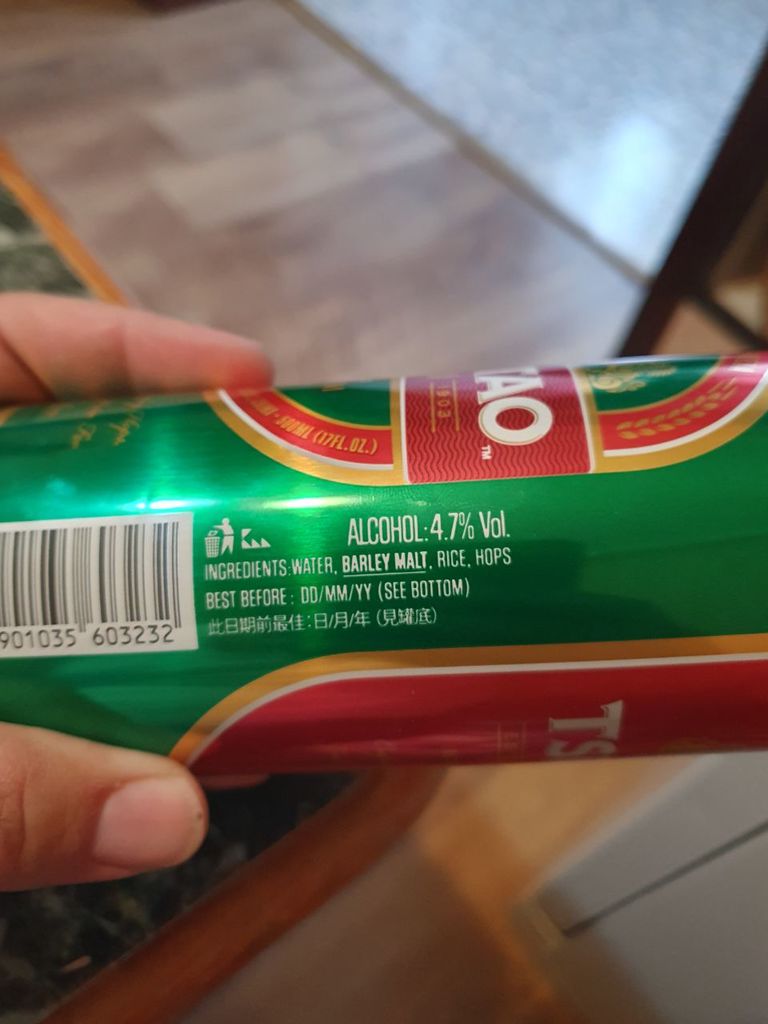 500ML (17FL.OZ.)
1903
TAO™
ALCOHOL:4.7% Vol.
INGREDIENTS:WATER, BARLEY MALT, RICE, HOPS
BEST BEFORE : DD/MM/YY (SEE BOTTOM)
此日期前最佳:日/月/年 (見罐底)
901035 603232
TS